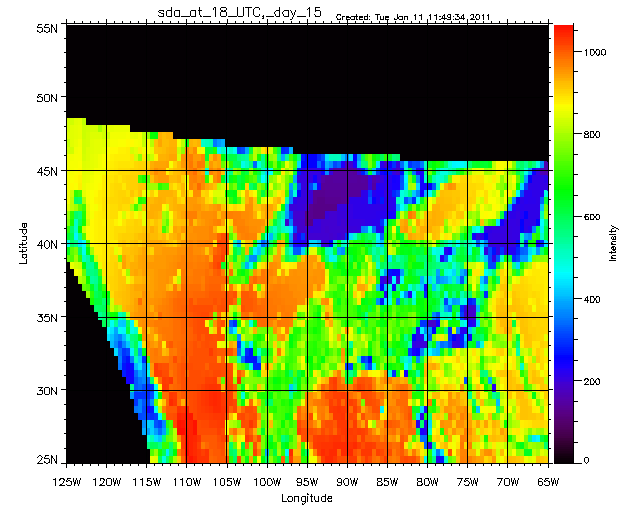 sda_at_18_UTC,_day_15
Created: Tue Jan 11 11:49:34 2011
55N
50N
45N
40N
35N
30N
25N
Latitude
125W 120W 115W 110W 105W 100W 95W 90W 85W 80W 75W 70W 65W
Longitude
1000
800
600
400
200
0
Intensity